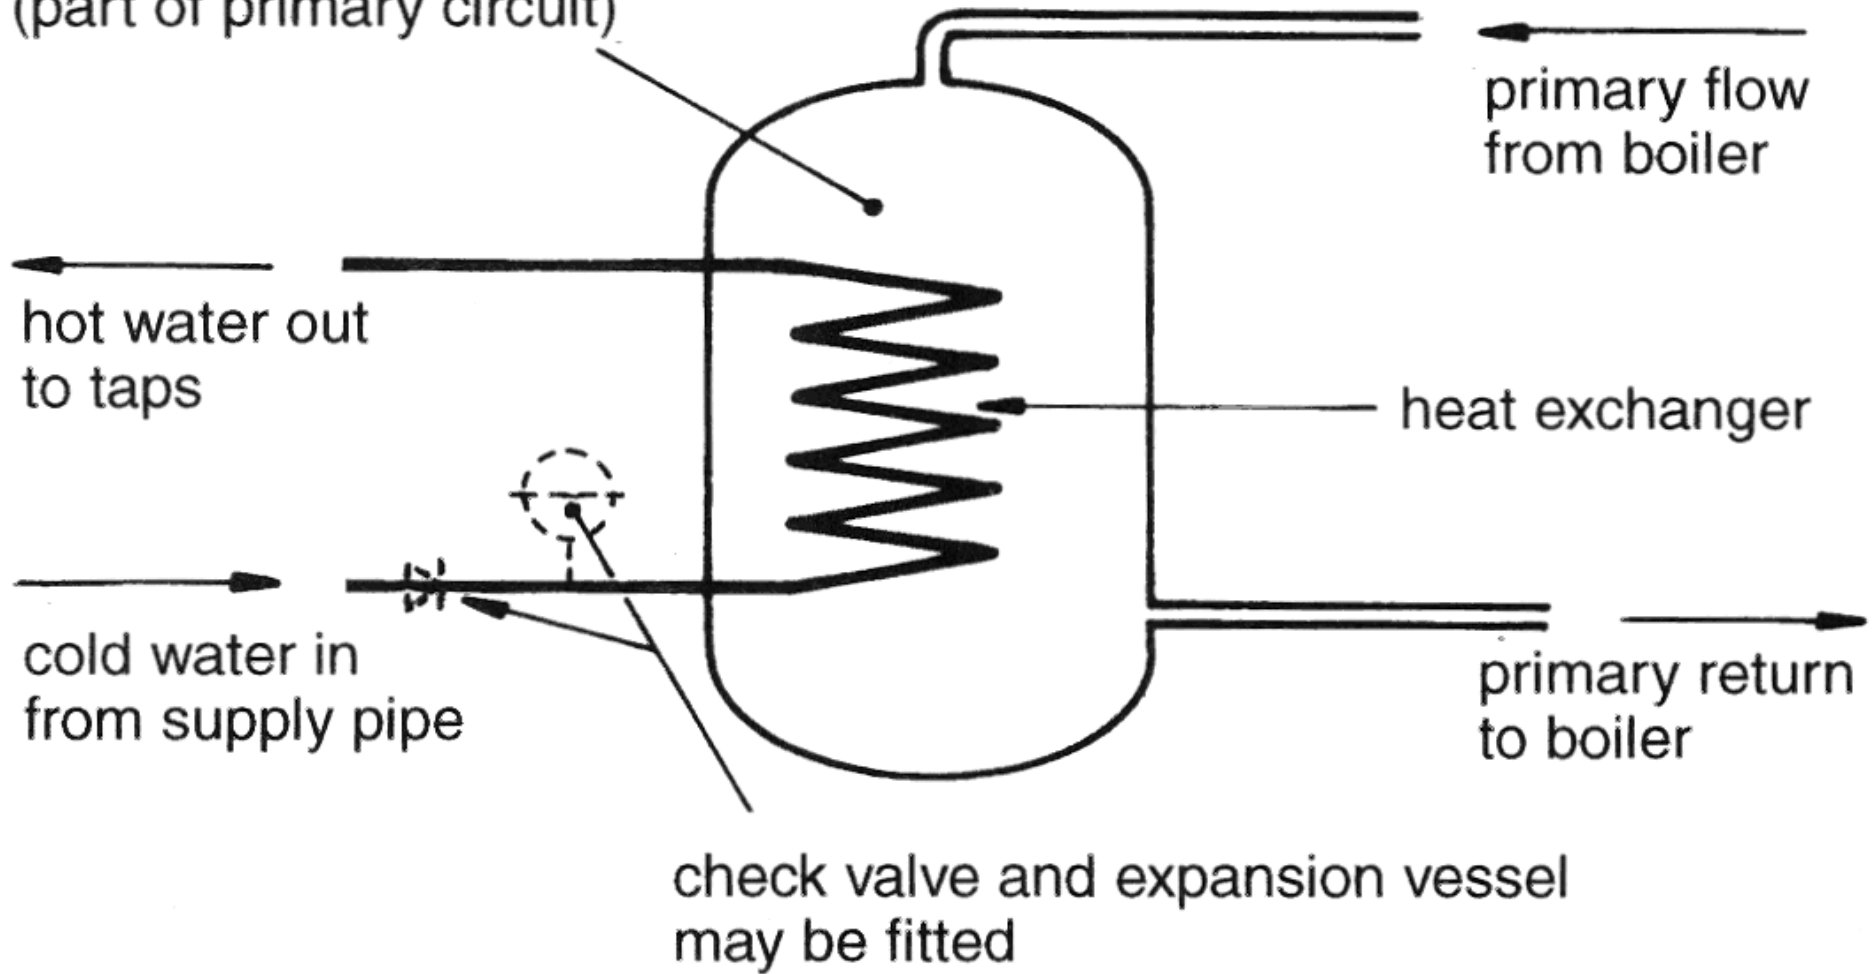 (part of primary circuit)
primary flow
from boiler
hot water out
to taps
heat exchanger
cold water in
from supply pipe
primary return
to boiler
check valve and expansion vessel
may be fitted